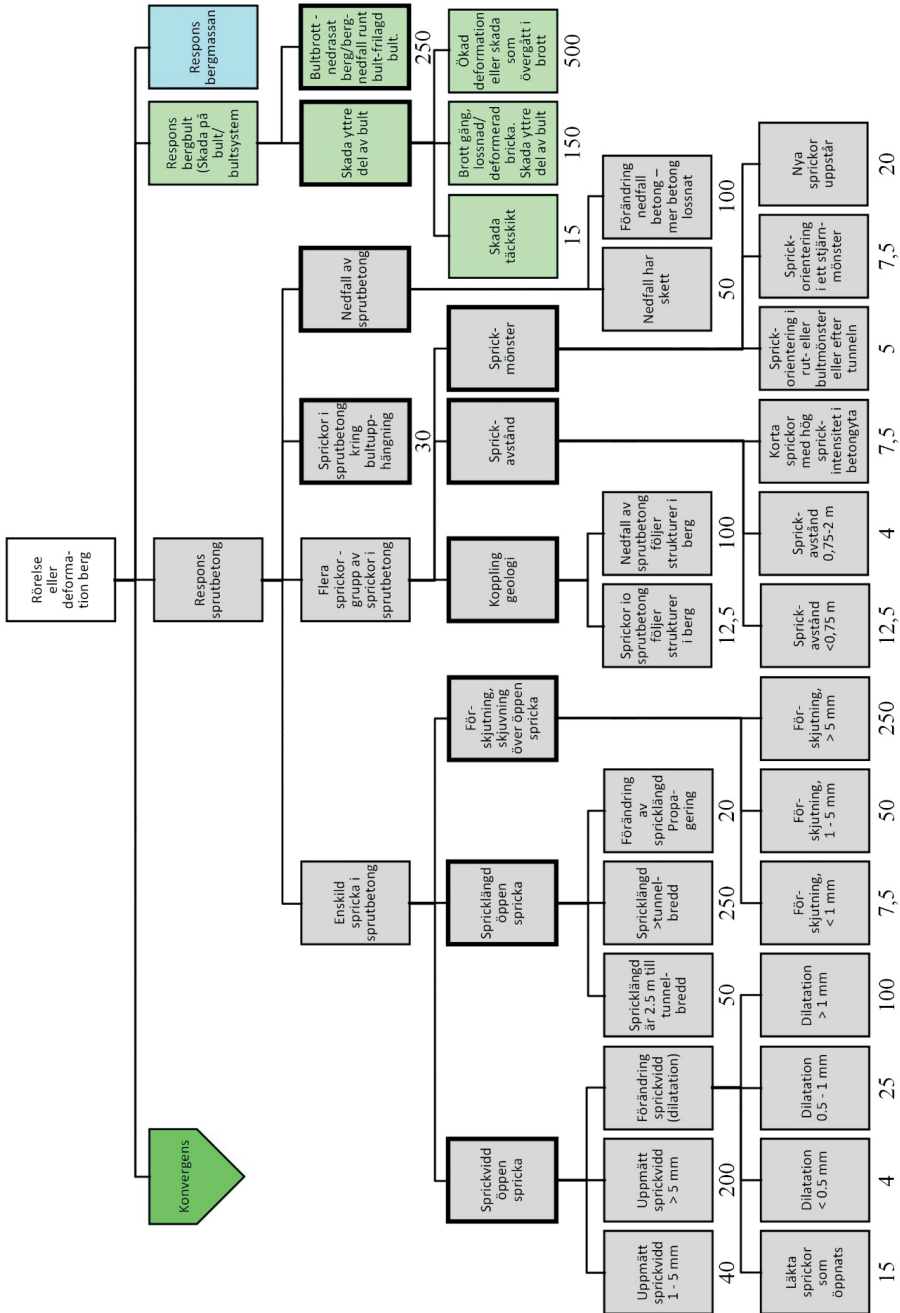 Rörelse
eller
deforma-
tion berg
Konvergens
Respons
sprutbetong
Respons
bergbult
(Skada på
bult/
bultsystem
Respons
bergmassan
Enskild
spricka i
sprutbetong
Flera
sprickor -
grupp av
sprickor i
sprutbetong
Sprickor i
sprutbetong
kring
bultupp-
hängning
30
Nedfall av
sprutbetong
Skada yttre
del av bult
Bultbrott -
nedrasat
berg/berg-
nedfall runt
bult-frilagd
bult.
250
Sprickvidd
öppen
spricka
Spricklängd
öppen
spricka
För-
skjutning,
skjuvning
över öppen
spricka
Koppling
geologi
Sprick-
avstånd
Sprick-
mönster
Skada
täckskikt
15
Brott gäng,
lossnad/
deformerad
bricka.
Skada yttre
del av bult
150
Ökad
deformation
eller skada
som
övergått i
brott
500
Uppmätt
sprickvidd
1 - 5 mm
40
Uppmätt
sprickvidd
> 5 mm
200
Förändring
sprickvidd
(dilatation)
Spricklängd
är 2.5 m till
tunnel-
bredd
50
Spricklängd
>tunnel-
bredd
250
Förändring
av
spricklängd
Propa-
gering
20
Sprickor io
sprutbetong
följer
strukturer
i berg
12,5
Nedfall av
sprutbetong
följer
strukturer i
berg
100
Nedfall har
skett
50
Förändring
nedfall
betong –
mer betong
lossnat
100
Läkta
sprickor
som
öppnats
15
Dilatation
< 0.5 mm
4
Dilatation
0.5 - 1 mm
25
Dilatation
> 1 mm
100
För-
skjutning,
< 1 mm
7,5
För-
skjutning,
1 - 5 mm
50
För-
skjutning,
> 5 mm
250
Sprick-
avstånd
<0,75 m
12,5
Sprick-
avstånd
0,75-2 m
4
Korta
sprickor
med hög
sprick-
intensitet i
betongyta
7,5
Sprick-
orientering i
rut- eller
bultmönster
eller efter
tunneln
5
Sprick-
orientering
i ett stjärn-
mönster
7,5
Nya
sprickor
uppstår
20